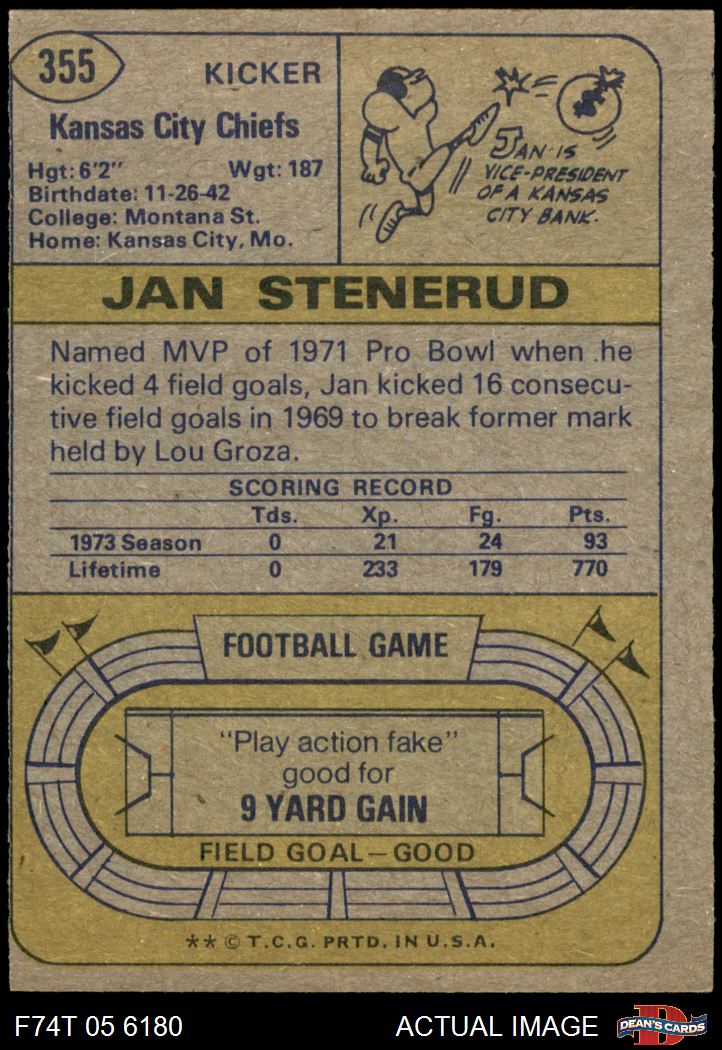 355
KICKER
Kansas City Chiefs
Hgt: 6'2" Wgt: 187
Birthdate: 11-26-42
College: Montana St.
Home: Kansas City, Mo.
$
JAN IS
VICE-PRESIDENT
OF A KANSAS
CITY BANK.
JAN STENERUD
Named MVP of 1971 Pro Bowl when he
kicked 4 field goals, Jan kicked 16 consecu-
tive field goals in 1969 to break former mark
held by Lou Groza.
SCORING RECORD
Tds. Xp. Fg. Pts.
1973 Season 0 21 24 93
Lifetime 0 233 179 770
FOOTBALL GAME
"Play action fake"
good for
9 YARD GAIN
FIELD GOAL—GOOD
** © T.C.G. PRTD. IN U.S.A.
F74T 05 6180
ACTUAL IMAGE
D
DEAN'S CARDS